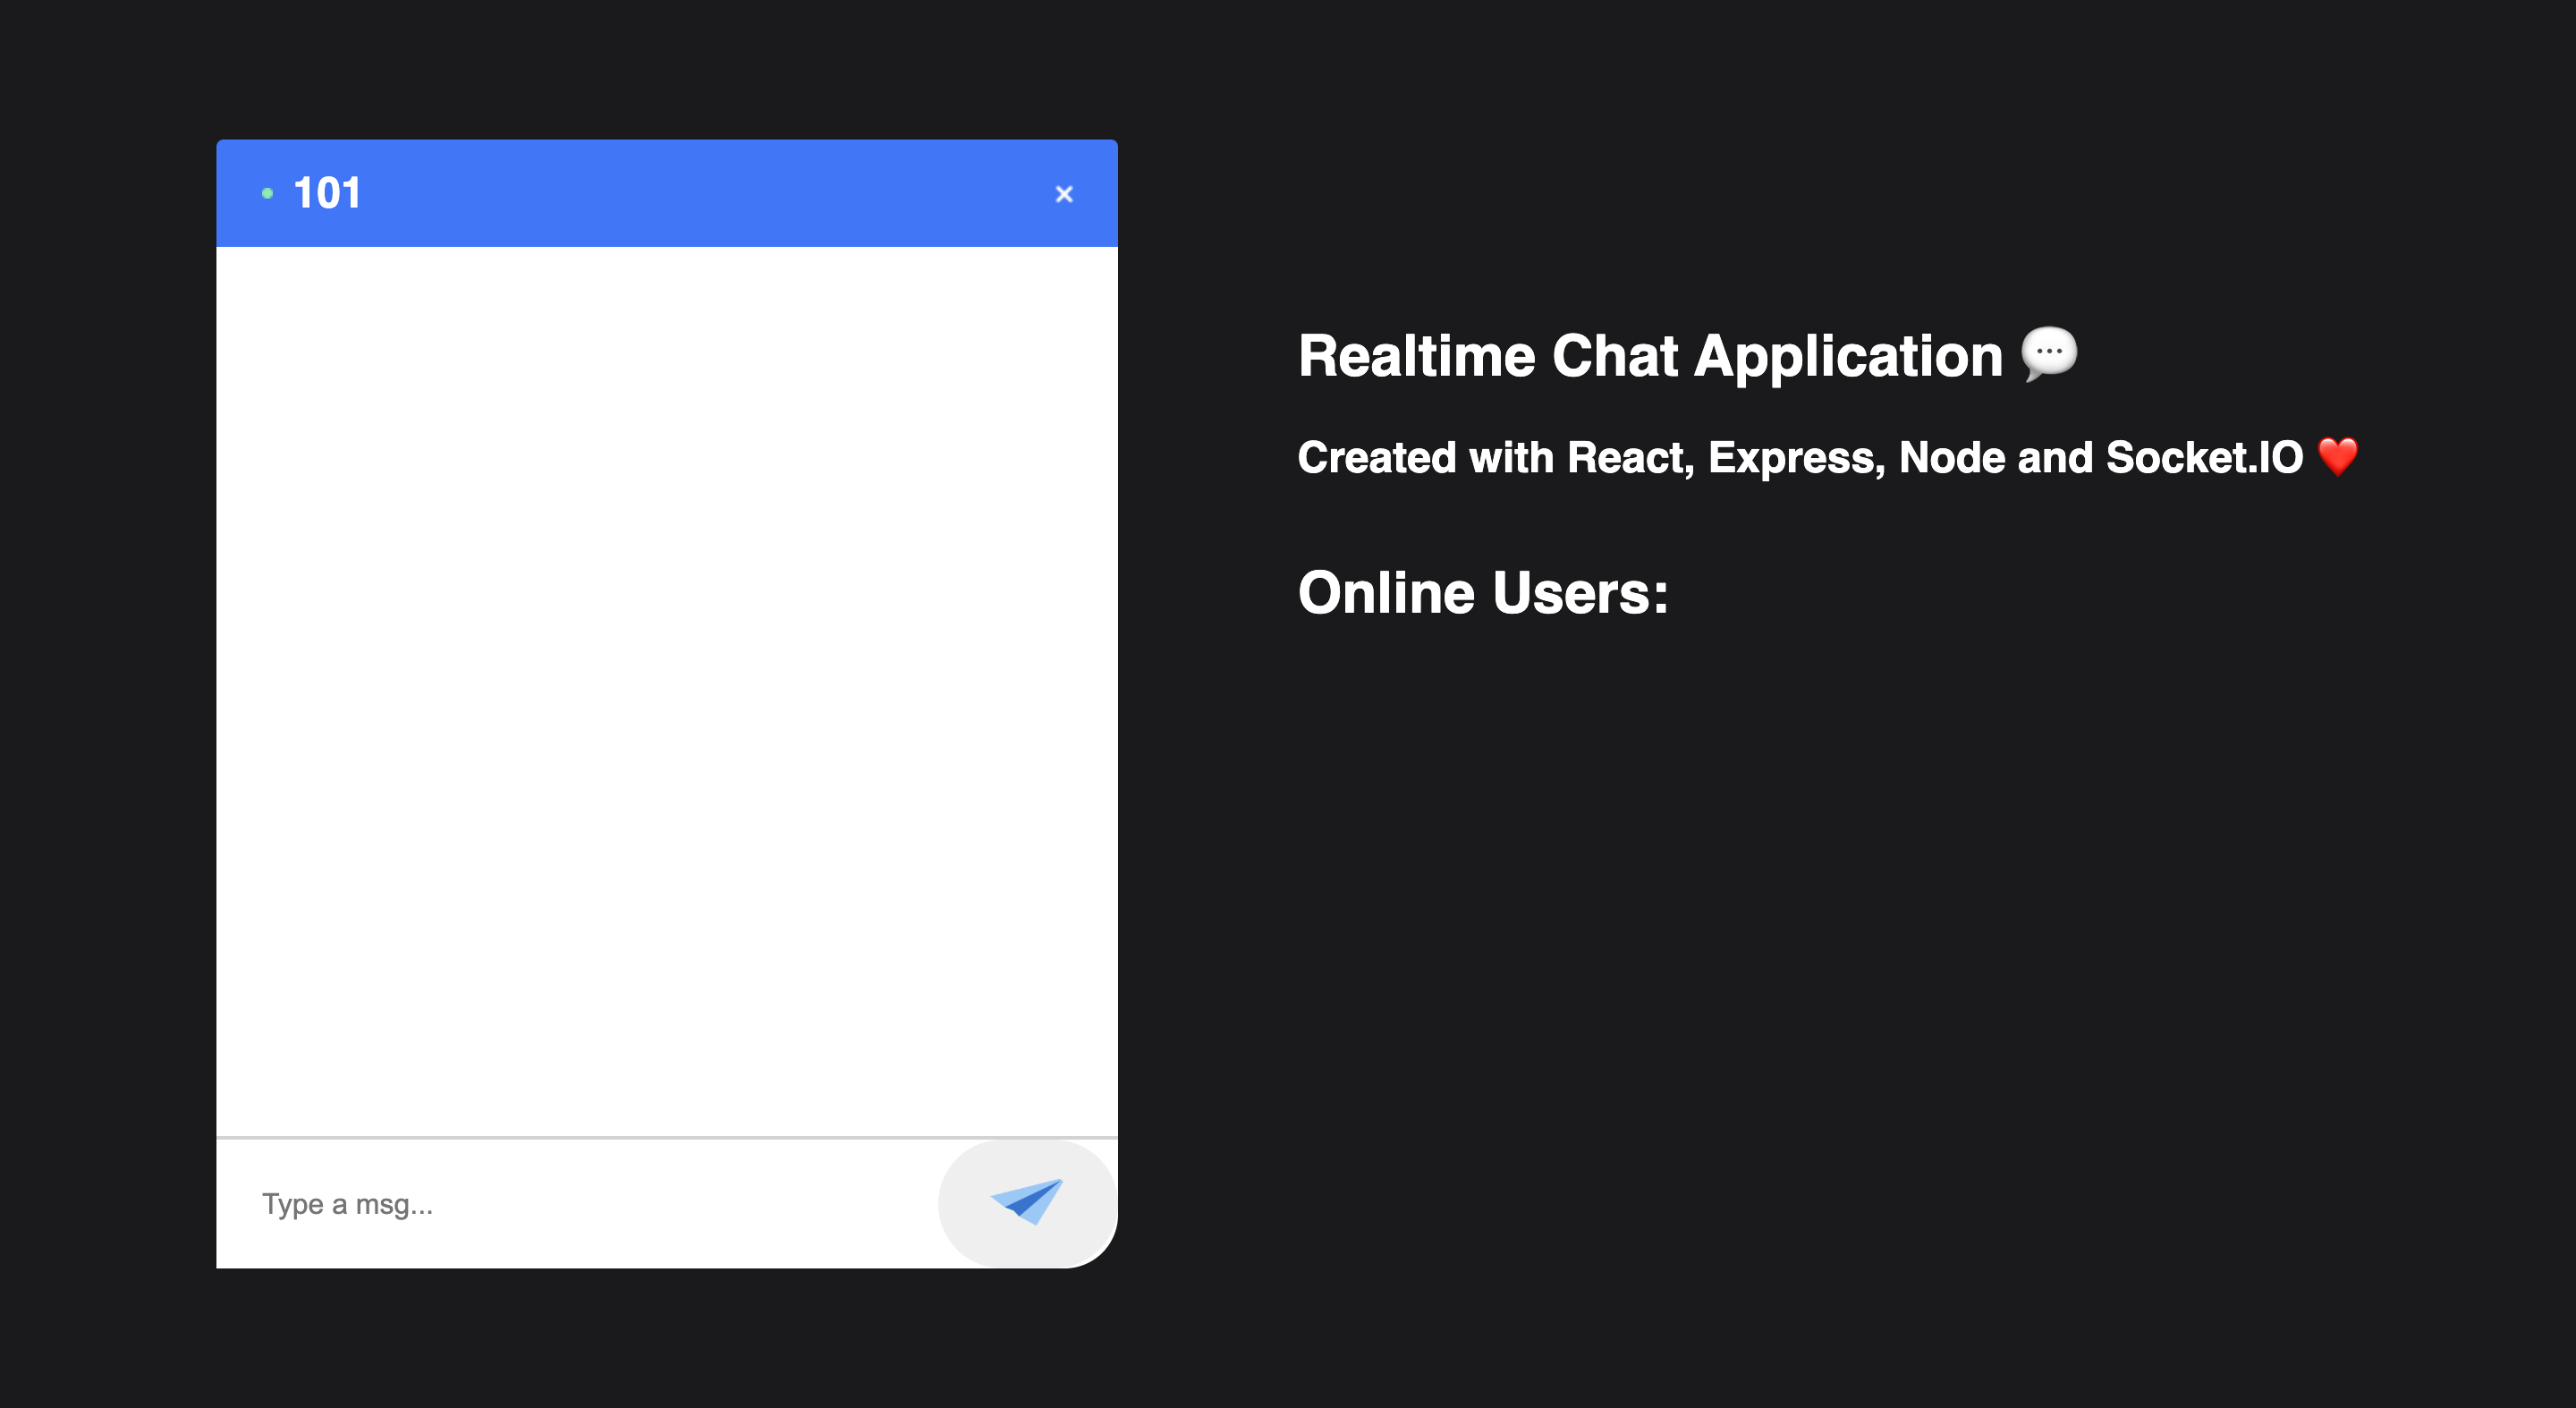 101
Realtime Chat Application 💬
Created with React, Express, Node and Socket.IO ❤️
Online Users:
Type a msg...